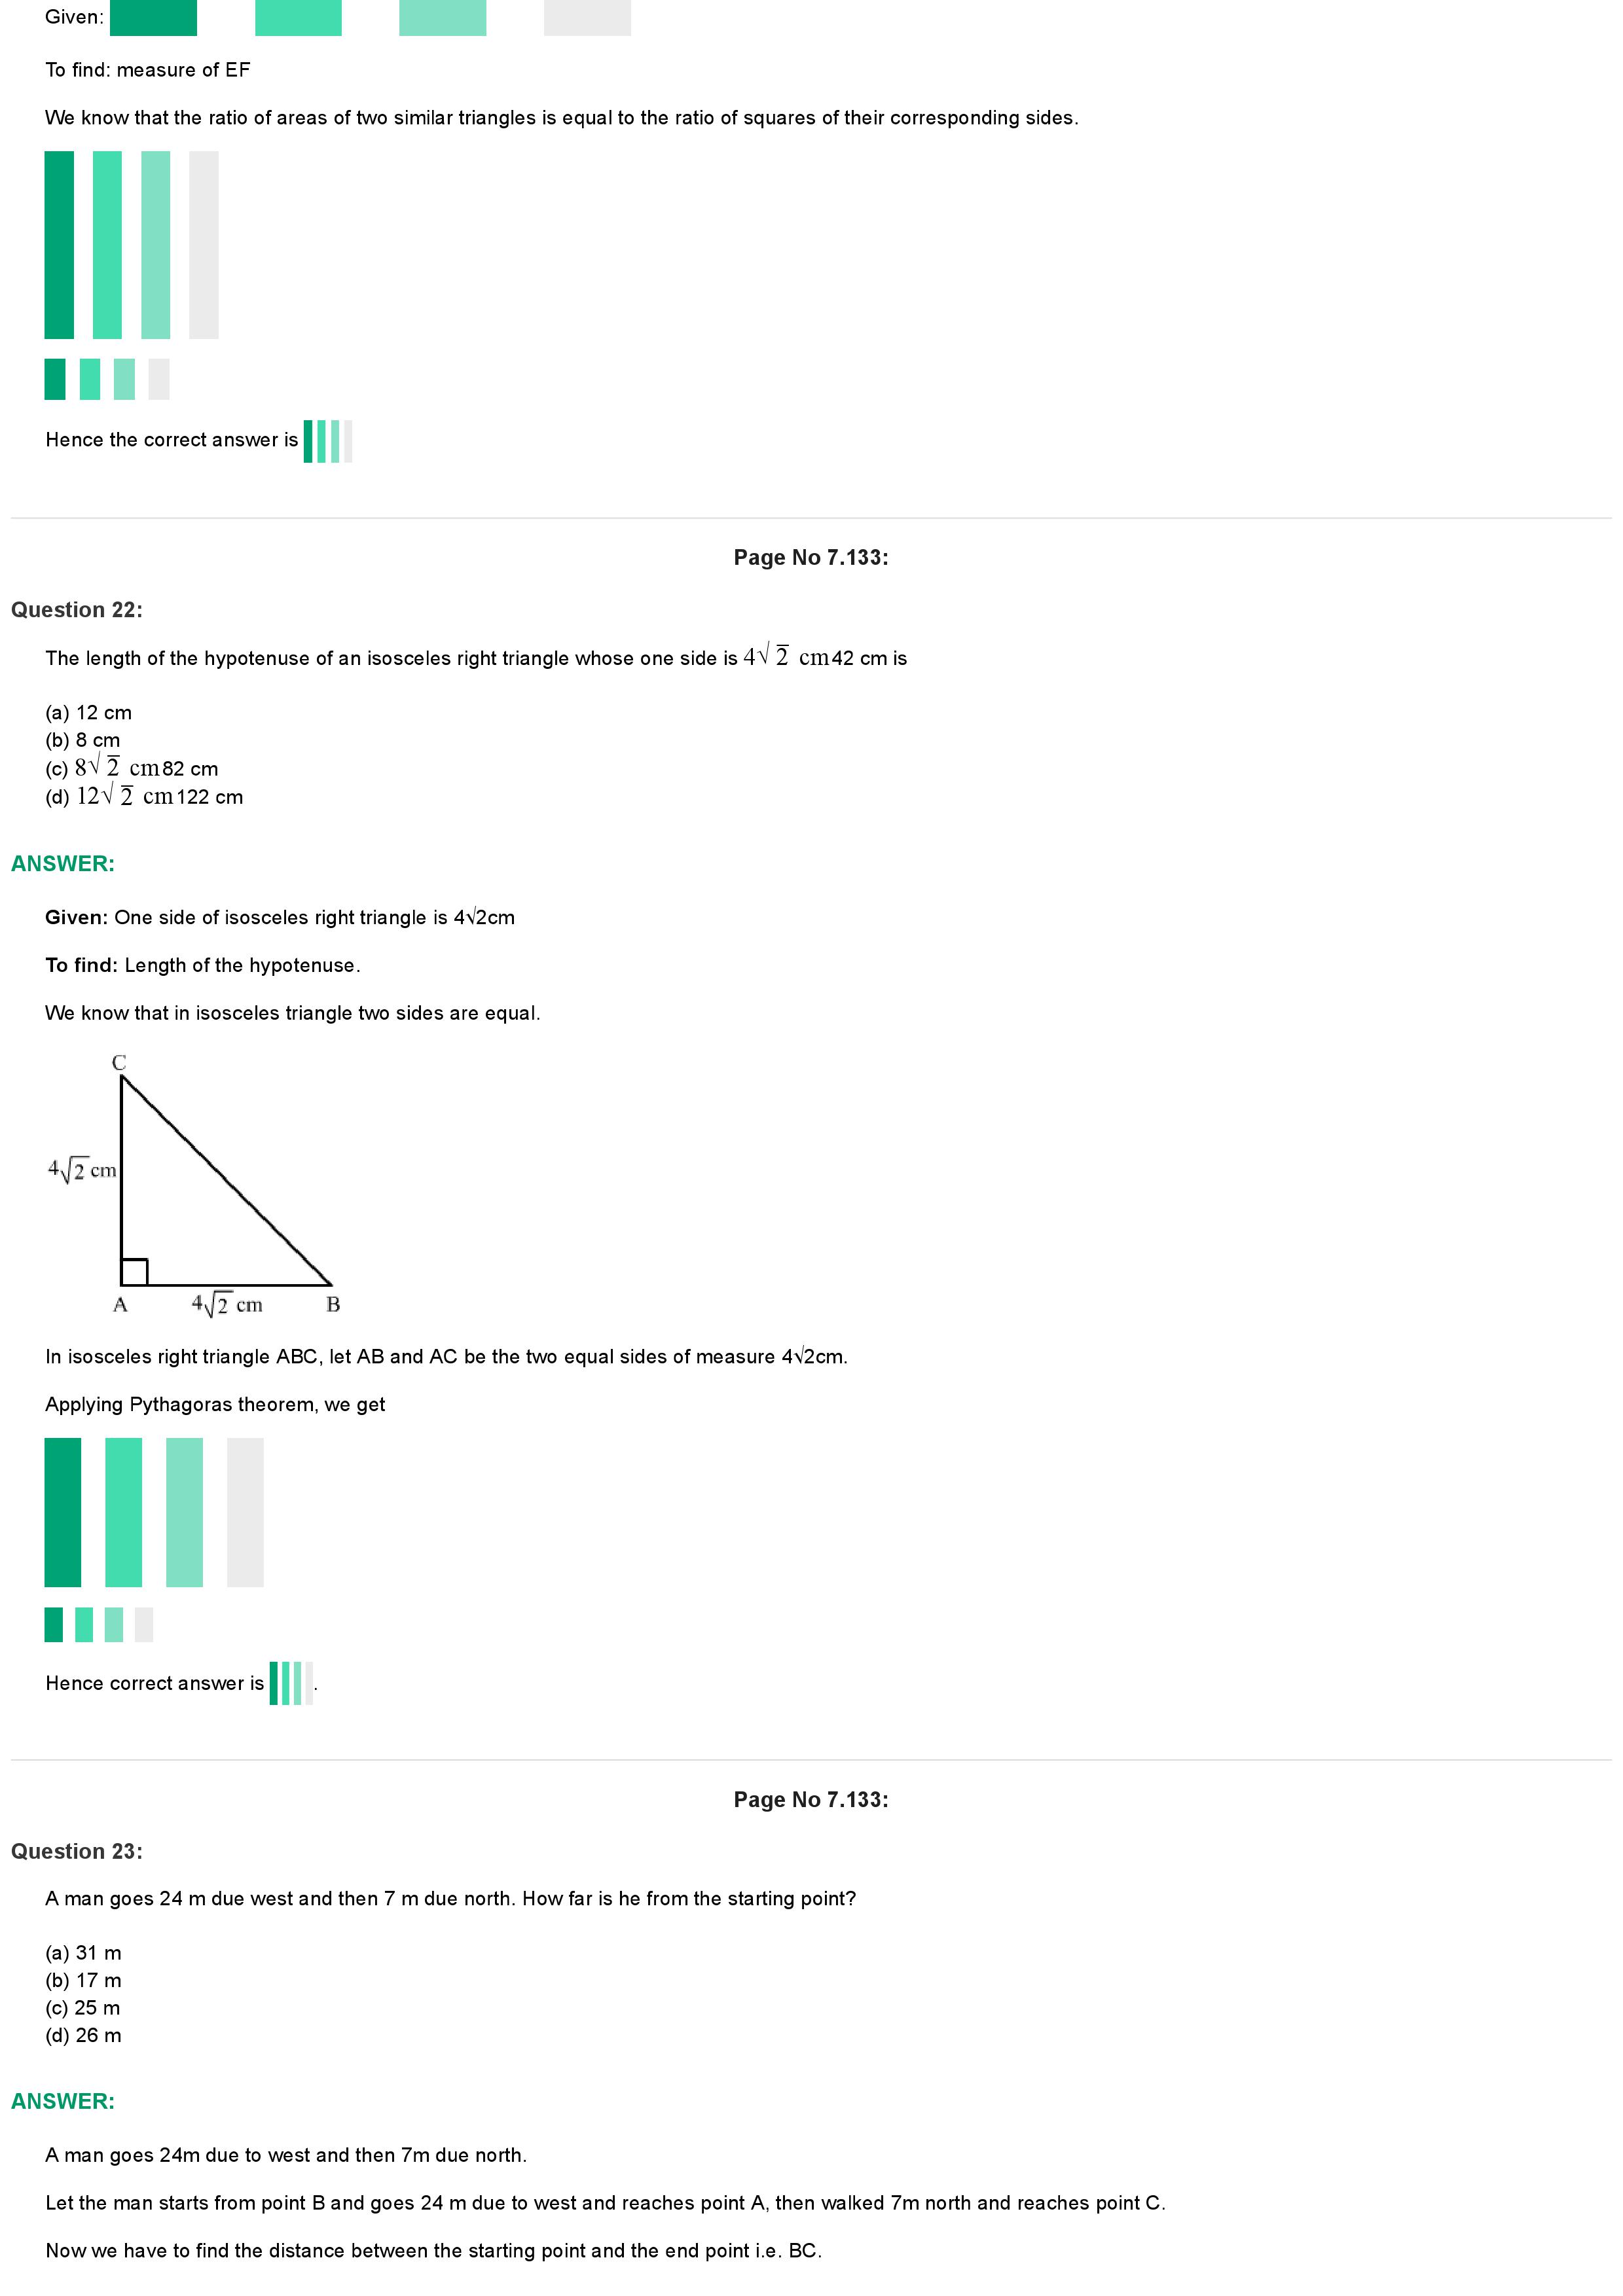 Given:
To find: measure of EF
We know that the ratio of areas of two similar triangles is equal to the ratio of squares of their corresponding sides.
Hence the correct answer is
Page No 7.133:
Question 22:
The length of the hypotenuse of an isosceles right triangle whose one side is 4√2 cm42 cm is
(a) 12 cm
(b) 8 cm
(c) 8√2 cm82 cm
(d) 12√2 cm122 cm
ANSWER:
Given: One side of isosceles right triangle is 4√2cm
To find: Length of the hypotenuse.
We know that in isosceles triangle two sides are equal.
C
4√2 cm
A 4√2 cm B
In isosceles right triangle ABC, let AB and AC be the two equal sides of measure 4√2cm.
Applying Pythagoras theorem, we get
Hence correct answer is .
Page No 7.133:
Question 23:
A man goes 24 m due west and then 7 m due north. How far is he from the starting point?
(a) 31 m
(b) 17 m
(c) 25 m
(d) 26 m
ANSWER:
A man goes 24m due to west and then 7m due north.
Let the man starts from point B and goes 24 m due to west and reaches point A, then walked 7m north and reaches point C.
Now we have to find the distance between the starting point and the end point i.e. BC.